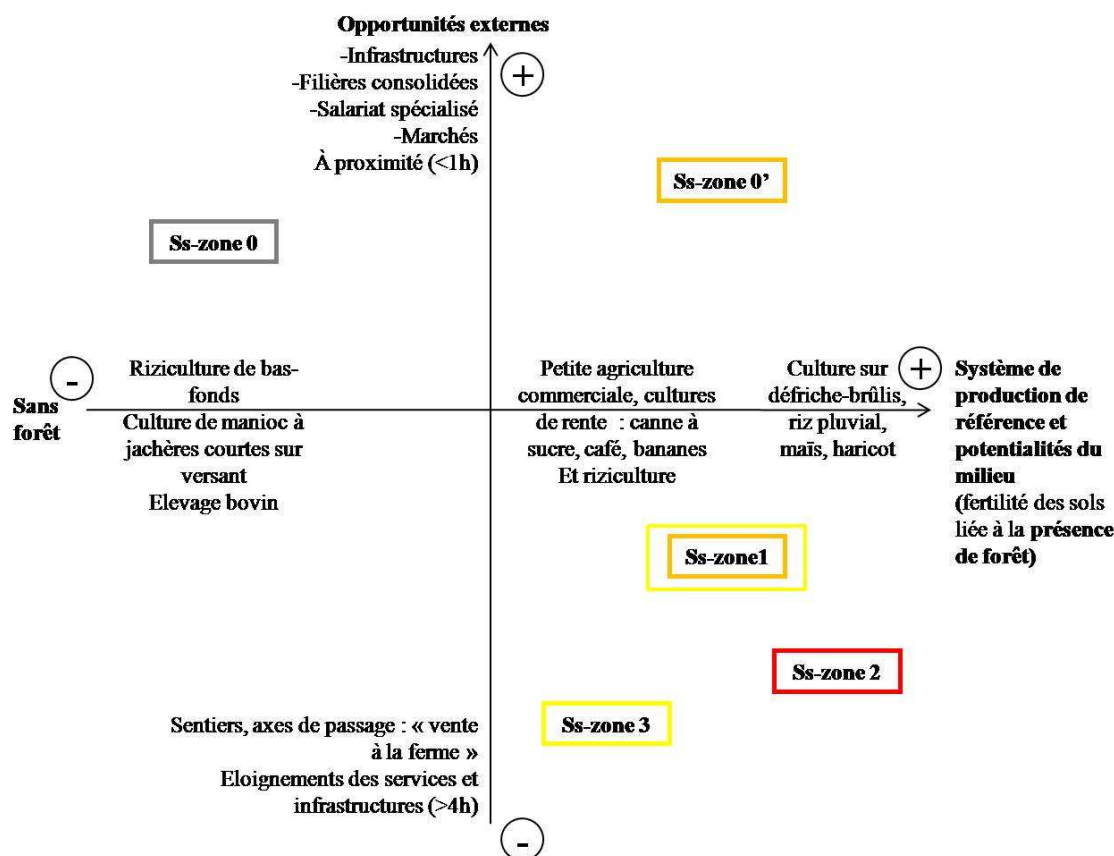 Opportunités externes
-Infrastructures
-Filières consolidées
-Salariat spécialisé
-Marchés
À proximité (<1h)
+
Ss-zone 0'
Ss-zone 0
-
Sans
forêt
Riziculture de bas-
fonds
Culture de manioc à
jachères courtes sur
versant
Elevage bovin
Petite agriculture
commerciale, cultures
de rente : canne à
sucre, café, bananes
Et riziculture
Culture sur
défriche-brûlis,
riz pluvial,
maïs, haricot
+
Système de
production de
référence et
potentialités du
milieu
(fertilité des sols
liée à la présence
de forêt)
Ss-zone1
Ss-zone 2
Ss-zone 3
Sentiers, axes de passage : « vente
à la ferme »
Eloignements des services et
infrastructures (>4h)
-